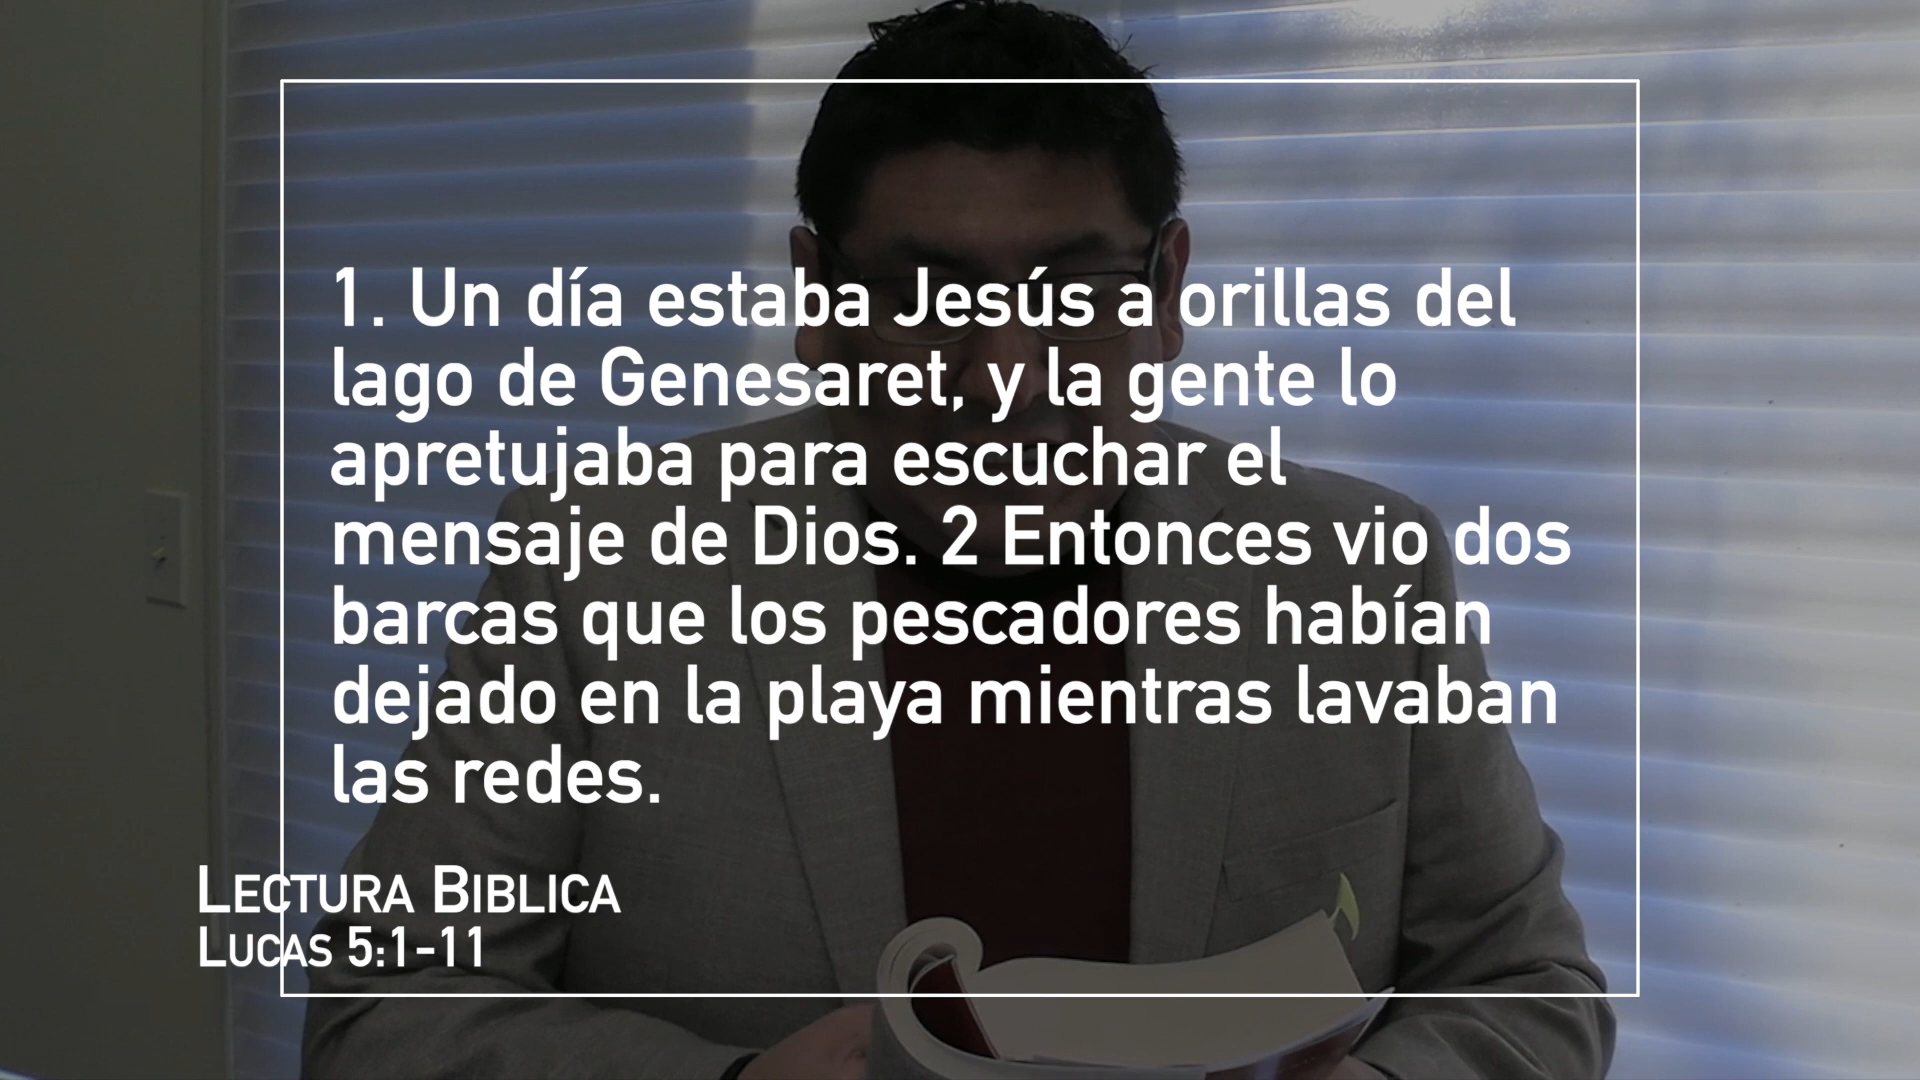 1. Un día estaba Jesús a orillas del
lago de Genesaret, y la gente lo
apretujaba para escuchar el
mensaje de Dios. 2 Entonces vio dos
barcas que los pescadores habían
dejado en la playa mientras lavaban
las redes.
LECTURA BIBLICA
LUCAS 5:1-11